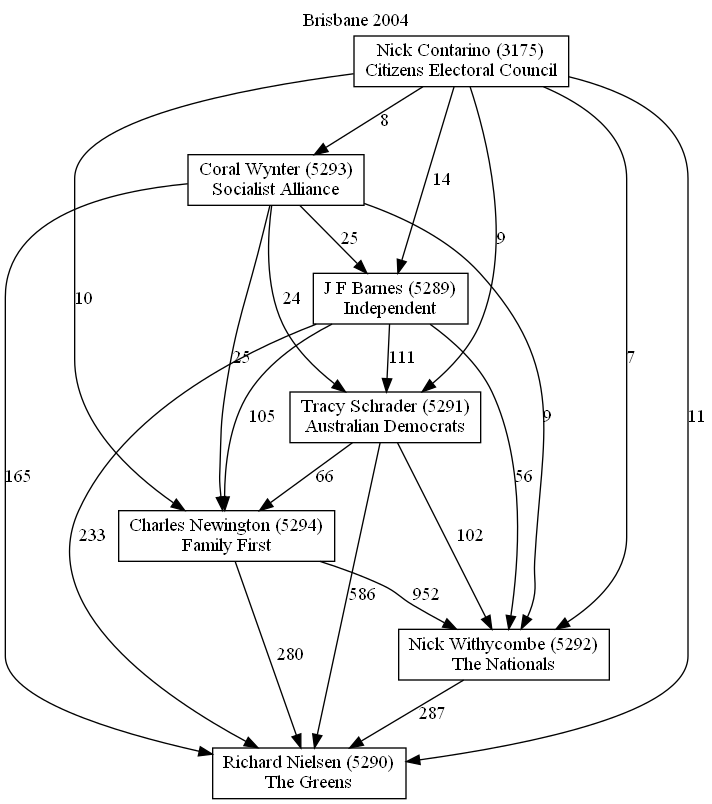 Brisbane 2004
Nick Contarino (3175)
Citizens Electoral Council
8
Coral Wynter (5293)
Socialist Alliance
14
9
25
J F Barnes (5289)
Independent
10
24
25
111
7
105
Tracy Schrader (5291)
Australian Democrats
9
11
165
66
56
Charles Newington (5294)
Family First
233
102
586
952
280
Nick Withycombe (5292)
The Nationals
287
Richard Nielsen (5290)
The Greens